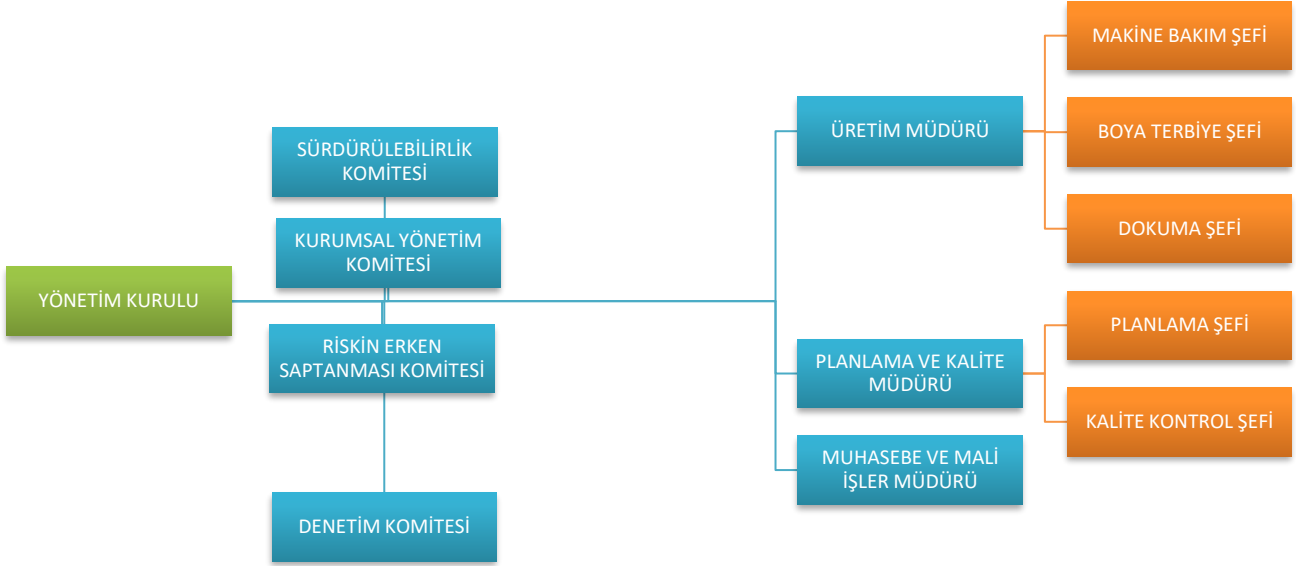 YÖNETİM KURULU
SÜRDÜRÜLEBİLİRLİK
KOMİTESİ
KURUMSAL YÖNETİM
KOMİTESİ
RİSKİN ERKEN
SAPTANMASI KOMİTESİ
DENETİM KOMİTESİ
ÜRETİM MÜDÜRÜ
MAKİNE BAKIM ŞEFİ
BOYA TERBİYE ŞEFİ
DOKUMA ŞEFİ
PLANLAMA VE KALİTE
MÜDÜRÜ
PLANLAMA ŞEFİ
KALİTE KONTROL ŞEFİ
MUHASEBE VE MALİ
İŞLER MÜDÜRÜ